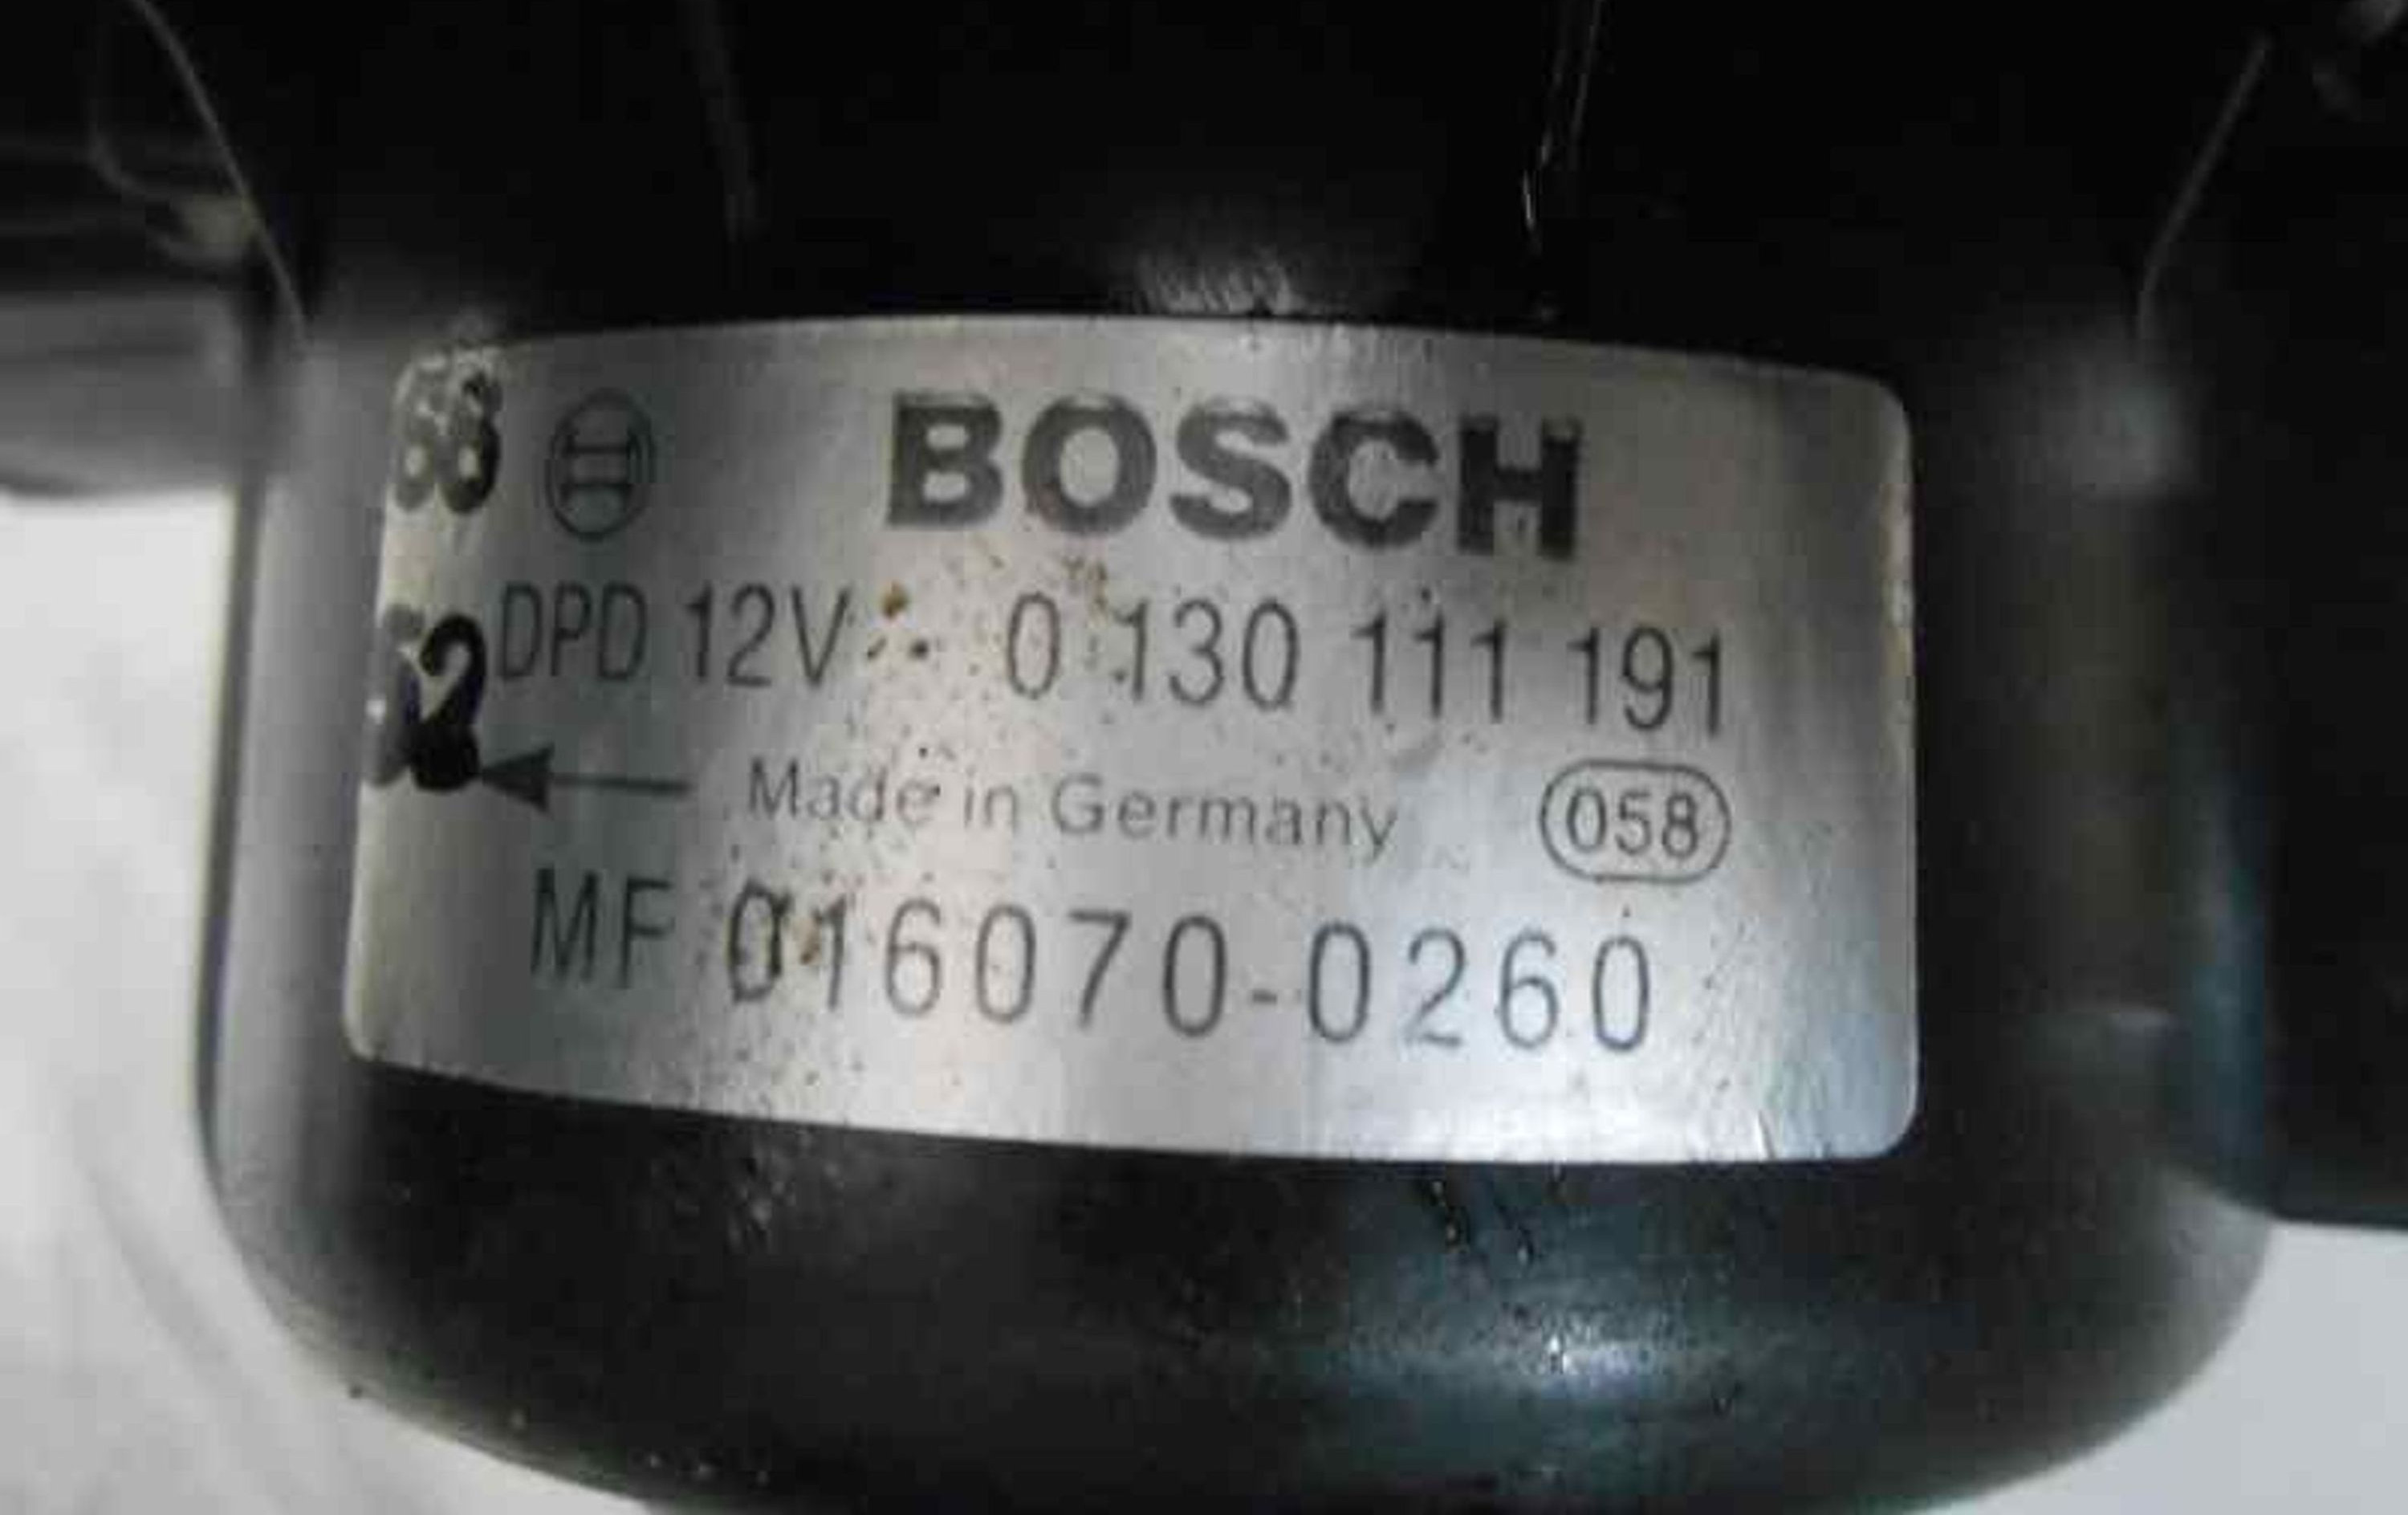 BOSCH
DPD 12V 0 130 111 191
Made in Germany 058
MF 016070-0260